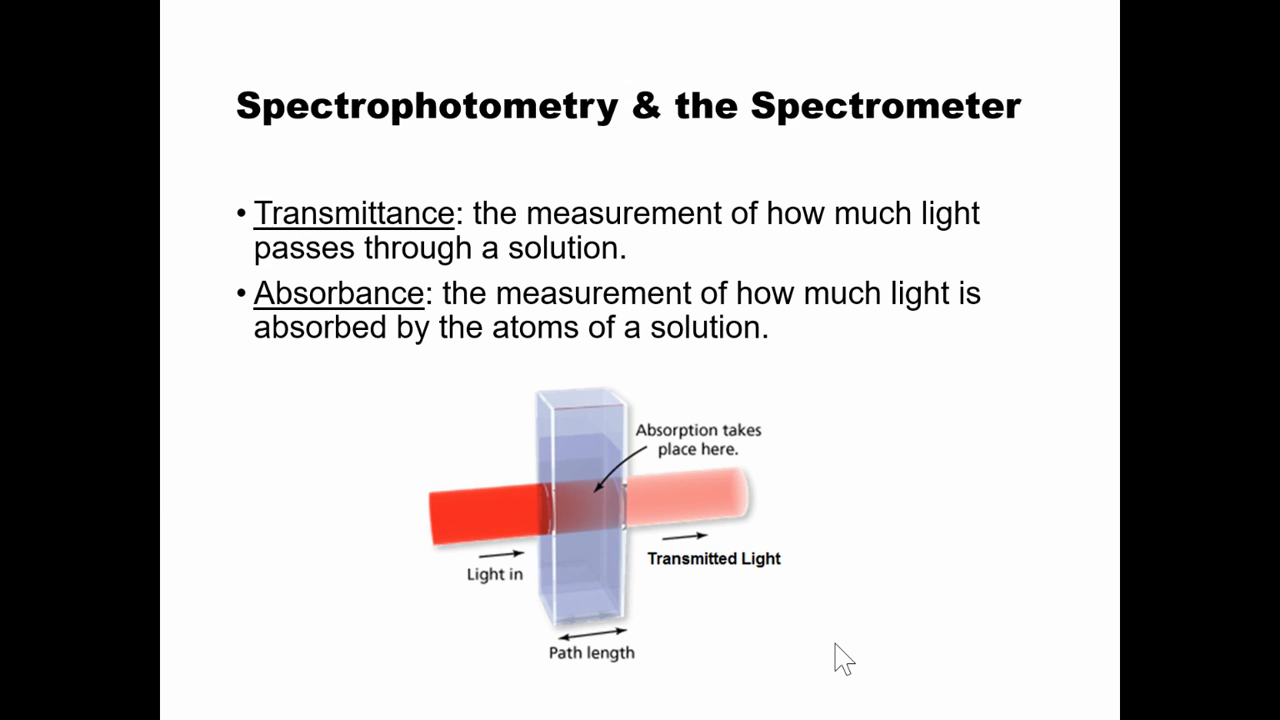 Spectrophotometry & the Spectrometer
• Transmittance: the measurement of how much light
passes through a solution.
• Absorbance: the measurement of how much light is
absorbed by the atoms of a solution.
Absorption takes
place here.
Light in
Transmitted Light
Path length